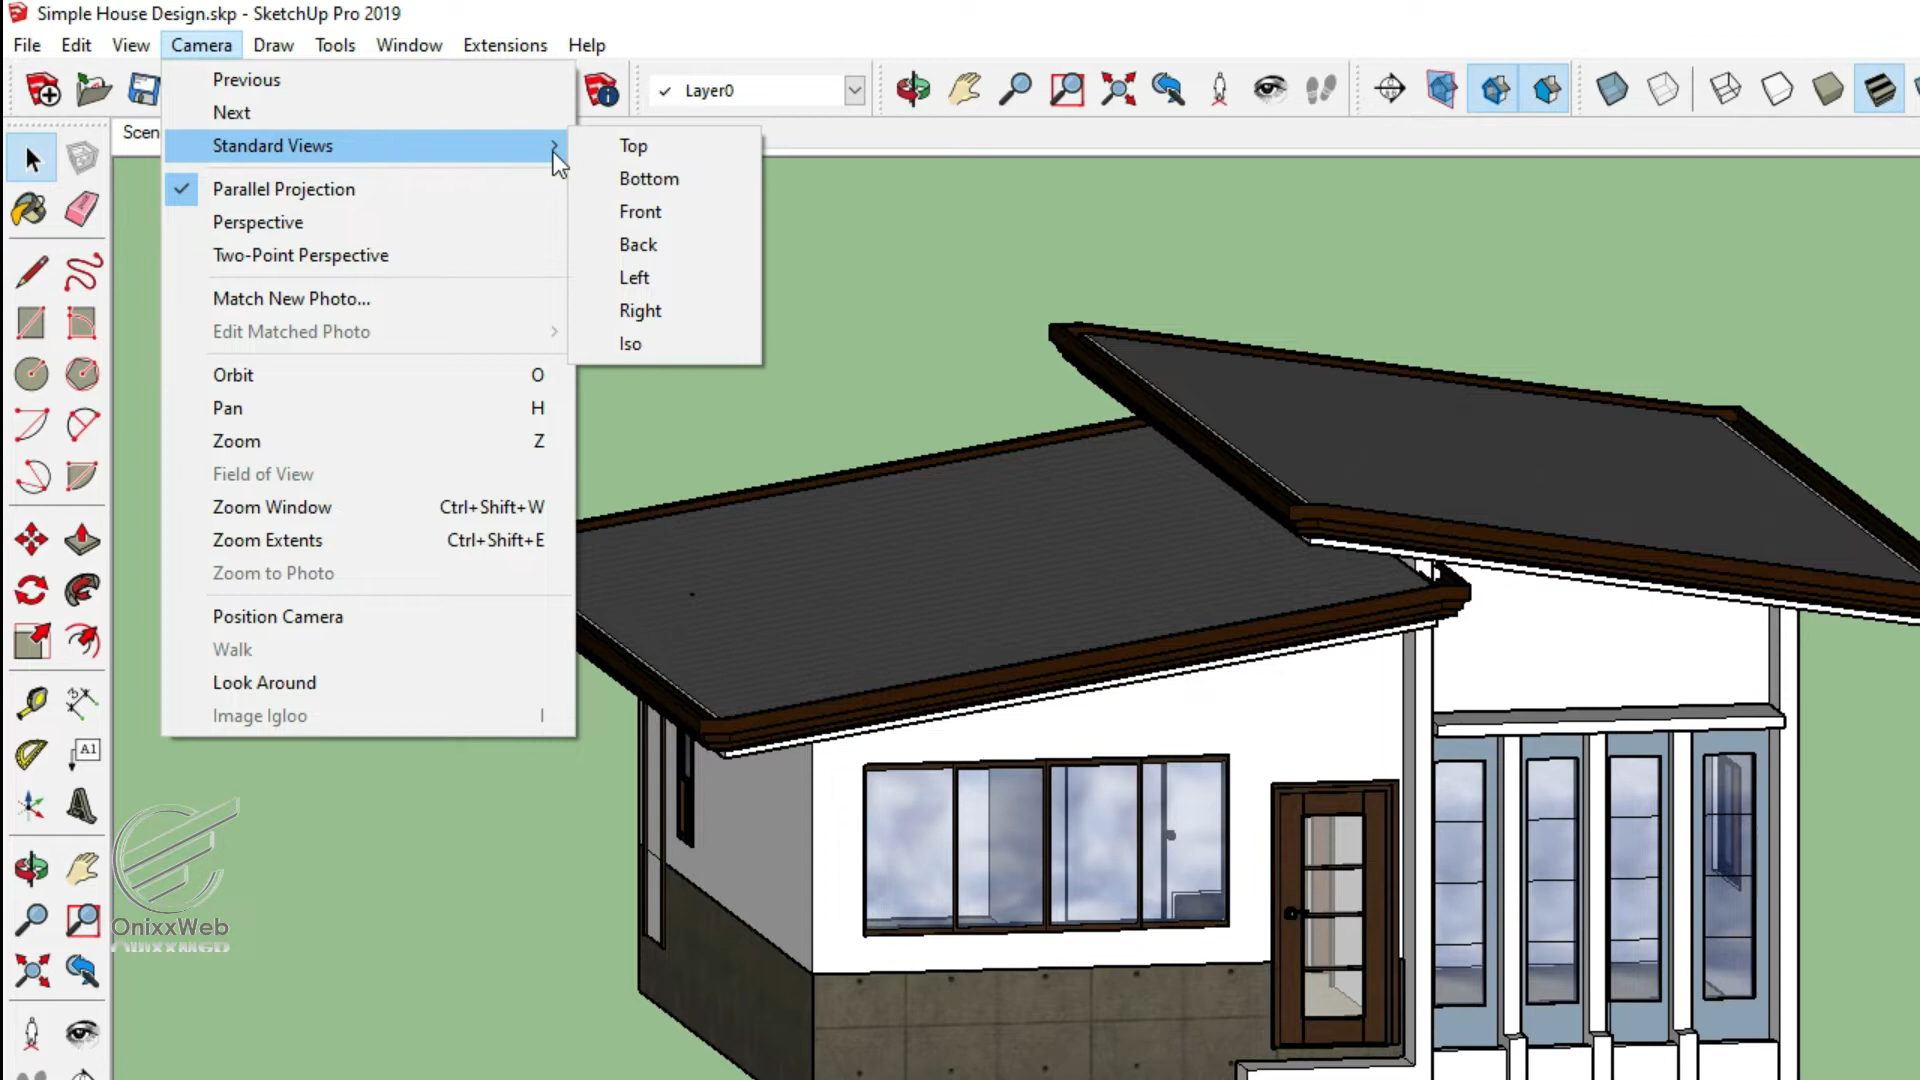 Simple House Design.skp - SketchUp Pro 2019
File Edit View Camera Draw Tools Window Extensions Help
Layer0
Scen
Previous
Next
Standard Views
Parallel Projection
Perspective
Two-Point Perspective
Match New Photo...
Edit Matched Photo
Orbit O
Pan H
Zoom Z
Field of View
Zoom Window Ctrl+Shift+W
Zoom Extents Ctrl+Shift+E
Zoom to Photo
Position Camera
Walk
Look Around
Image Igloo I
Top
Bottom
Front
Back
Left
Right
Iso
A1
OnixxWeb